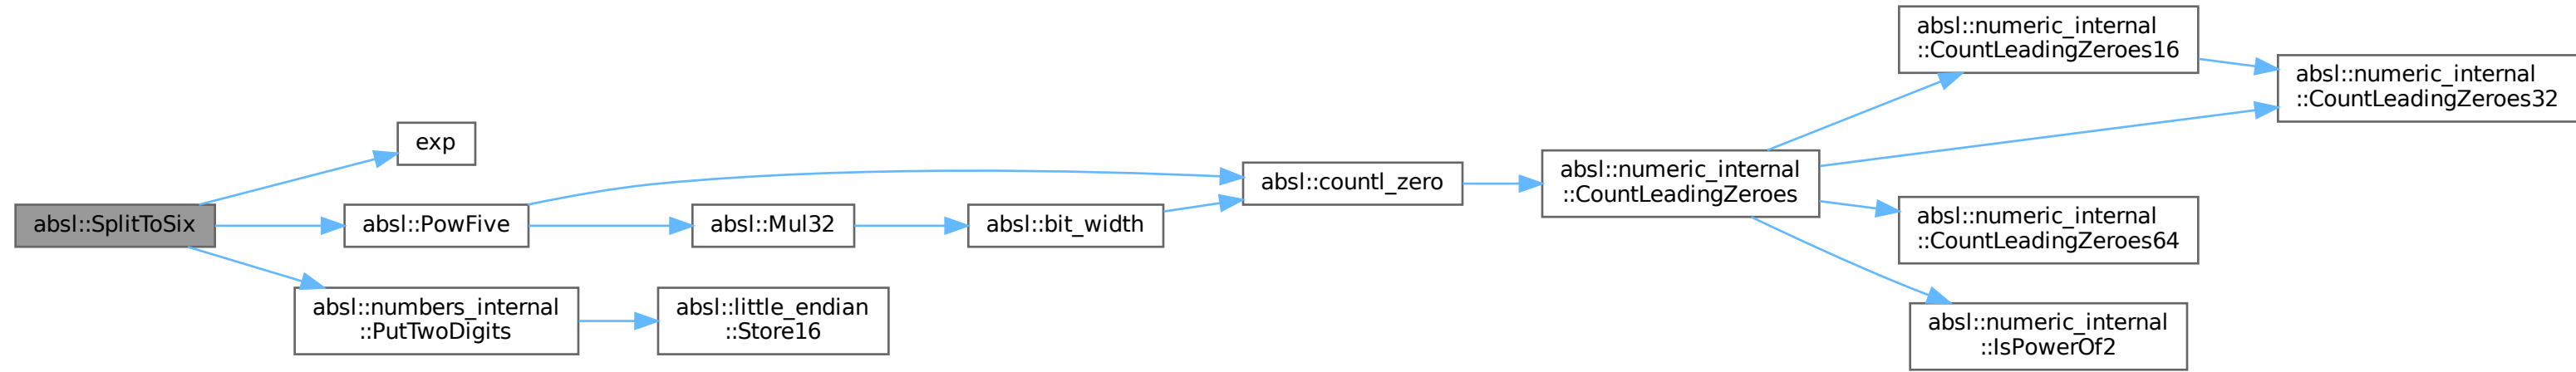 absl::SplitToSix
exp
absl::PowFive
absl::numbers_internal
::PutTwoDigits
absl::Mul32
absl::little_endian
::Store16
absl::bit_width
absl::countl_zero
absl::numeric_internal
::CountLeadingZeroes
absl::numeric_internal
::CountLeadingZeroes16
absl::numeric_internal
::CountLeadingZeroes32
absl::numeric_internal
::CountLeadingZeroes64
absl::numeric_internal
::IsPowerOf2